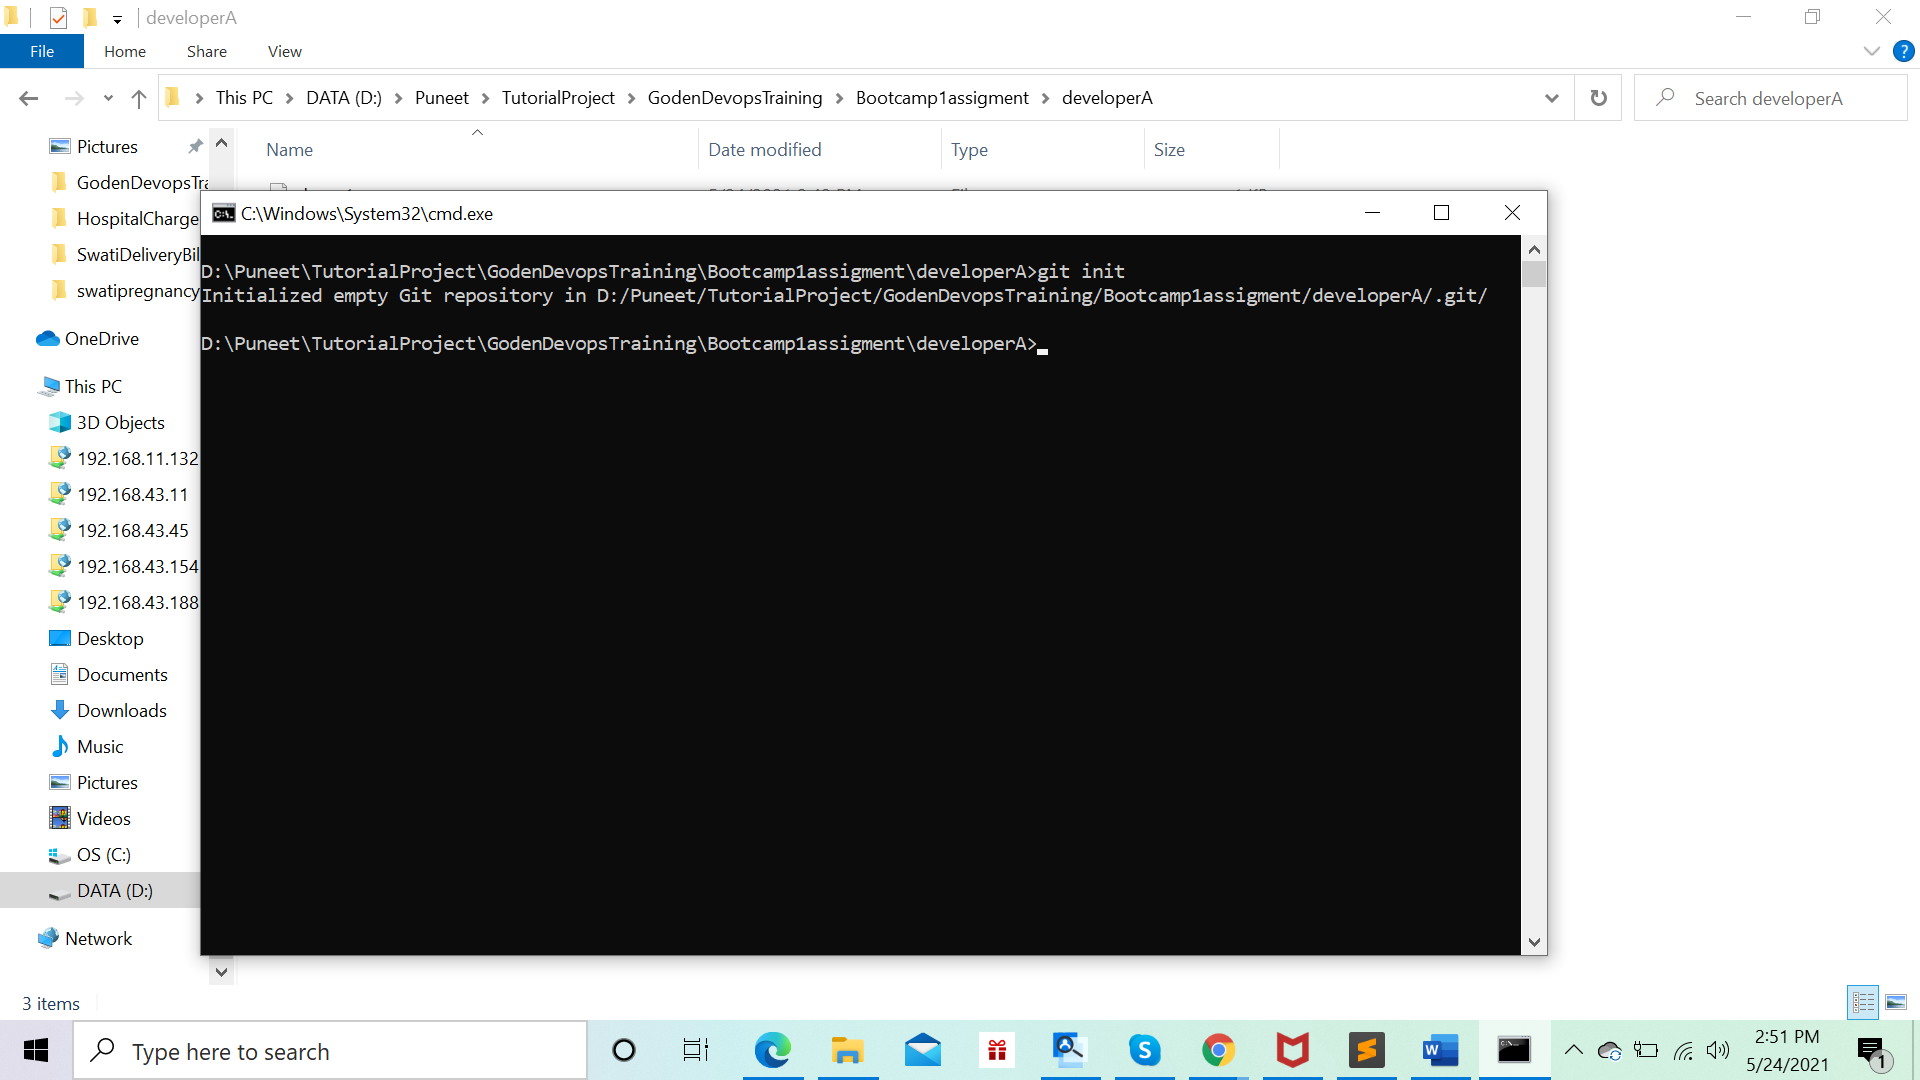 developerA
File Home Share View
This PC DATA (D:) Puneet TutorialProject GodenDevopsTraining Bootcamp1assigment developerA
Search developerA
Name Date modified Type Size
Pictures
GodenDevopsTra
HospitalCharge
SwatiDeliveryBil
swatipregnancy
OneDrive
This PC
3D Objects
192.168.11.132
192.168.43.11
192.168.43.45
192.168.43.154
192.168.43.188
Desktop
Documents
Downloads
Music
Pictures
Videos
OS (C:)
DATA (D:)
Network
C:\Windows\System32\cmd.exe
D:\Puneet\TutorialProject\GodenDevopsTraining\Bootcamp1assigment\developerA>git init
Initialized empty Git repository in D:/Puneet/TutorialProject/GodenDevopsTraining/Bootcamp1assigment/developerA/.git/
D:\Puneet\TutorialProject\GodenDevopsTraining\Bootcamp1assigment\developerA>
3 items
Type here to search
2:51 PM
5/24/2021
1